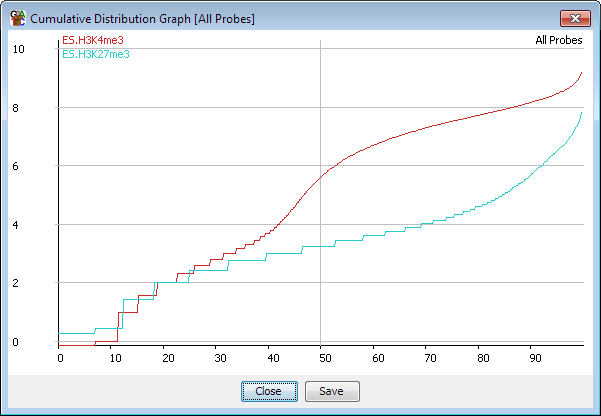 Cumulative Distribution Graph [All Probes]
10
ES.H3K4me3
All Probes
ES.H3K27me3
8
6
4
2
0
0 10 20 30 40 50 60 70 80 90
Close Save